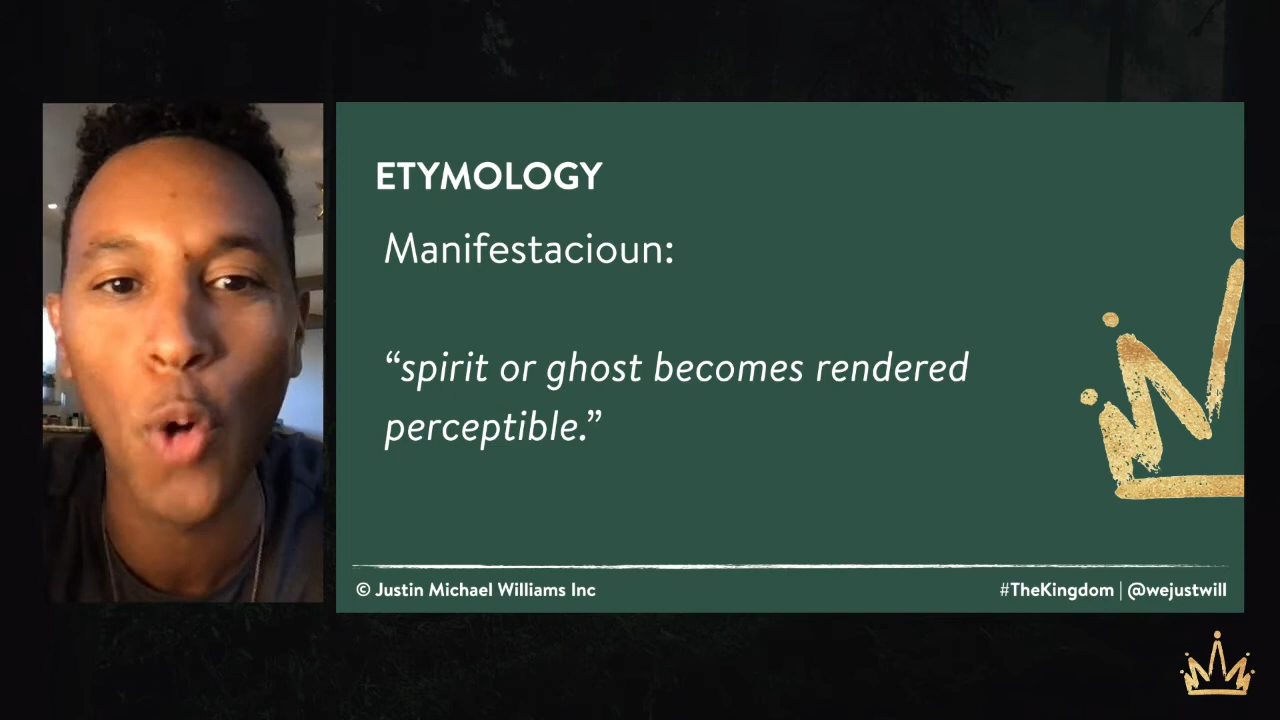 ETYMOLOGY
Manifestacioun:
“spirit or ghost becomes rendered
perceptible.”
© Justin Michael Williams Inc
#TheKingdom | @wejustwill